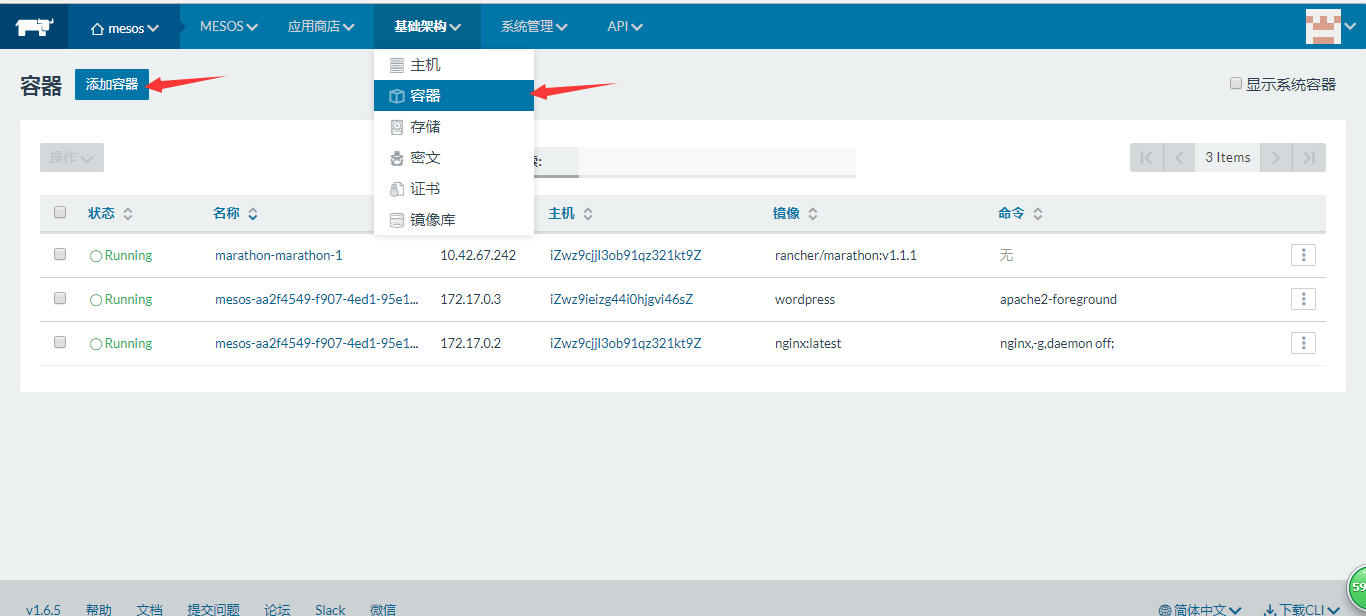 mesos MESOS 应用商店 基础架构 系统管理 API
主机
容器 添加容器 容器 显示系统容器
存储
操作 密文 3 Items
证书
镜像库
状态 名称 主机 镜像 命令
Running marathon-marathon-1 10.42.67.242 iZwz9cjjl3ob91qz321kt9Z rancher/marathon:v1.1.1 无
Running mesos-aa2f4549-f907-4ed1-95e1... 172.17.0.3 iZwz9ieizg44i0hjgvi46sZ wordpress apache2-foreground
Running mesos-aa2f4549-f907-4ed1-95e1... 172.17.0.2 iZwz9cjjl3ob91qz321kt9Z nginx:latest nginx,-g,daemon off;
v1.6.5 帮助 文档 提交问题 论坛 Slack 微信 简体中文 下载CLI